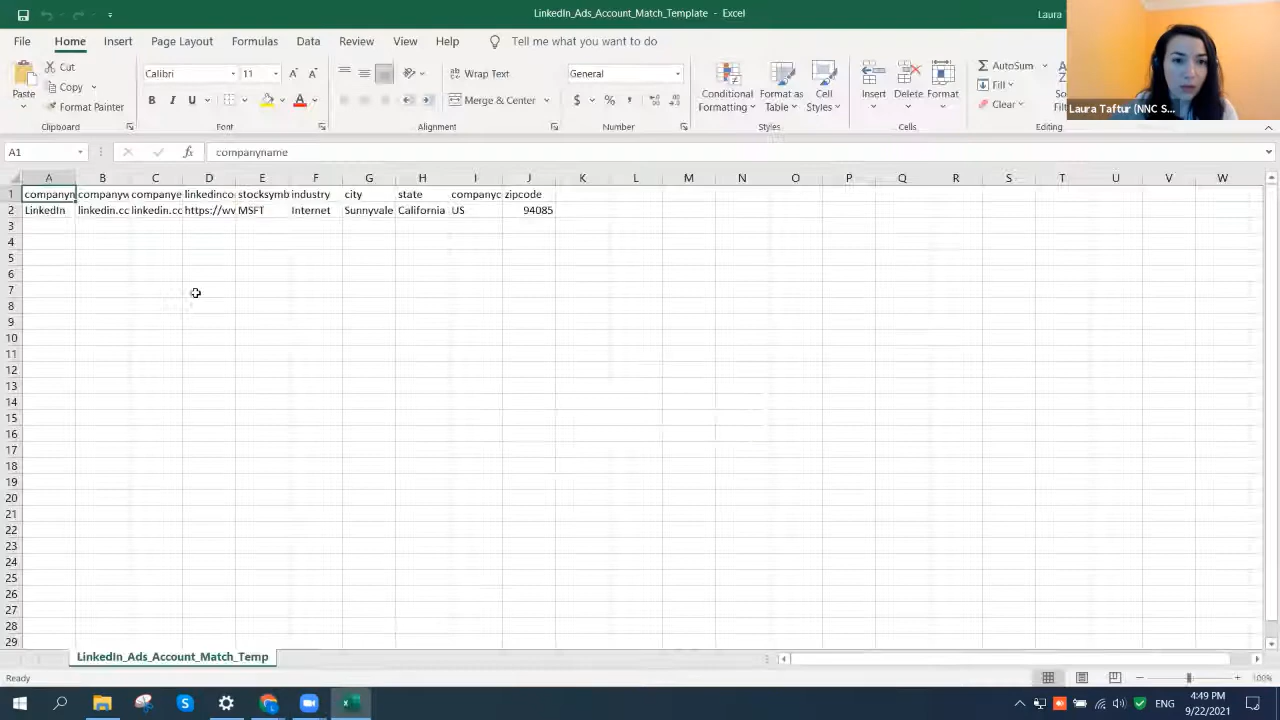 LinkedIn_Ads_Account_Match_Template - Excel
Laura
File Home Insert Page Layout Formulas Data Review View Help Tell me what you want to do
Paste
Cut
Copy
Format Painter
Clipboard
Calibri 11
B I U
Font
Wrap Text
Merge & Center
Alignment
General
$ % ,
Number
Conditional Formatting
Format as Table
Cell Styles
Styles
Insert
Delete
Format
Cells
AutoSum
Fill
Clear
Editing
Laura Taftur (NNC S...
A1 fx companyname
A B C D E F G H I J K L M N O P Q R S T U V W
1 companyn companyw companye linkedinco stocksymb industry city state companyc zipcode
2 LinkedIn linkedin.cc linkedin.cc https://wv MSFT Internet Sunnyvale California US 94085
3
4
5
6
7
8
9
10
11
12
13
14
15
16
17
18
19
20
21
22
23
24
25
26
27
28
29
LinkedIn_Ads_Account_Match_Temp
Ready
100%
ENG
4:49 PM
9/22/2021